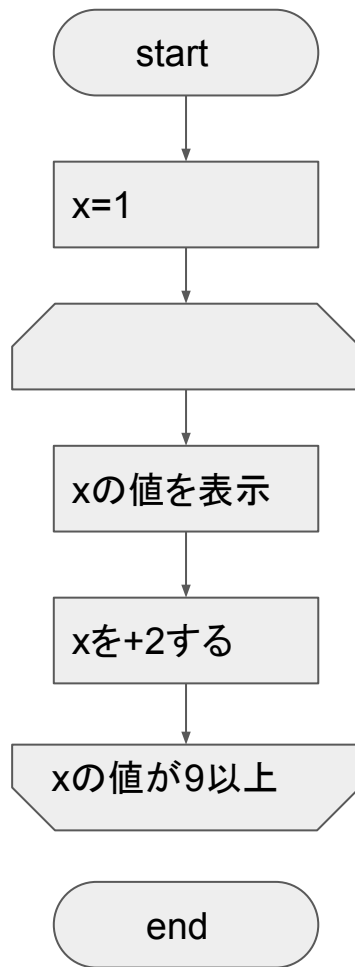 start
x=1
xの値を表示
xを+2する
xの値が9以上
end